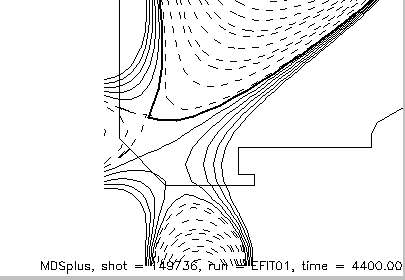 MDSplus, shot = 149736, run = EFIT01, time = 4400.00